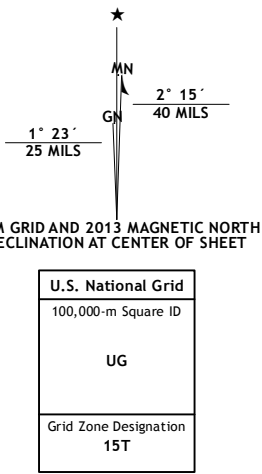 ★
MN
2° 15´
GN
40 MILS
1° 23´
25 MILS
M GRID AND 2013 MAGNETIC NORTH
ECLINATION AT CENTER OF SHEET
U.S. National Grid
100,000-m Square ID
UG
Grid Zone Designation
15T